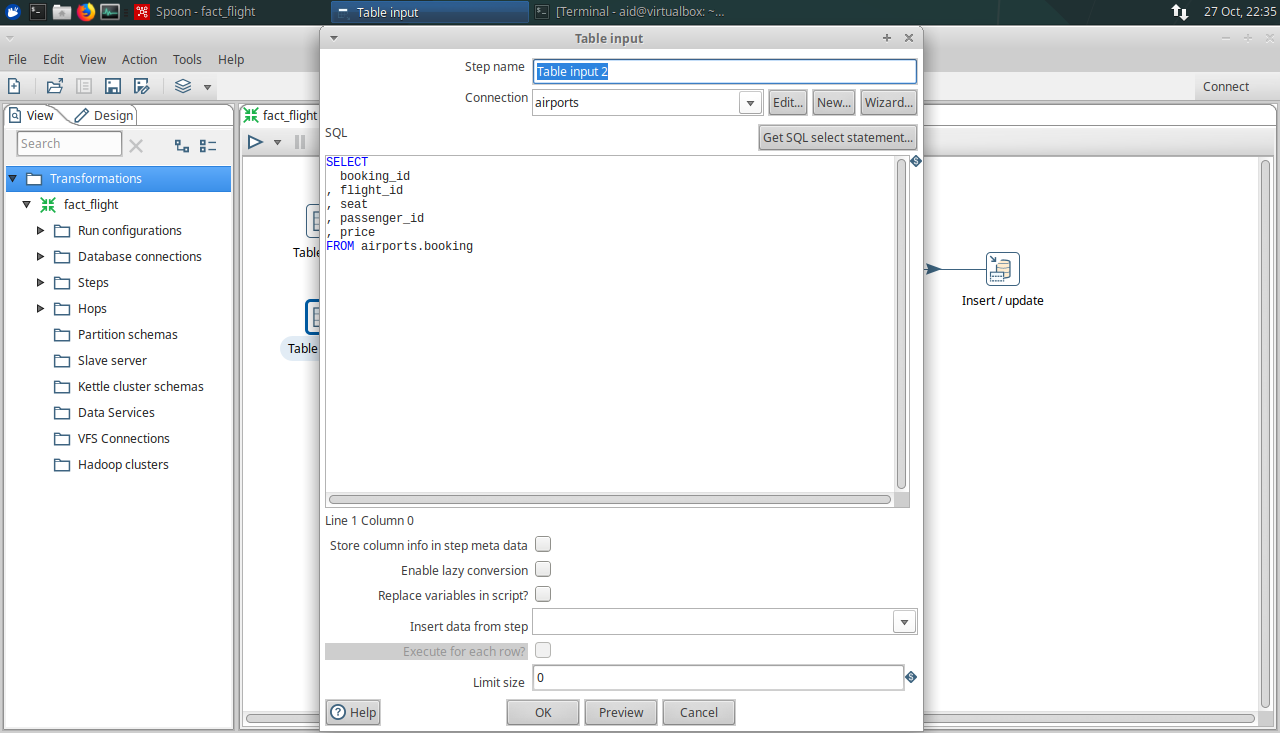 Spoon - fact_flight
Table input
[Terminal - aid@virtualbox: ~...
27 Oct, 22:35
Table input
File Edit View Action Tools Help
Connect
View
Design
Search
Transformations
fact_flight
Run configurations
Database connections
Steps
Hops
Partition schemas
Slave server
Kettle cluster schemas
Data Services
VFS Connections
Hadoop clusters
fact_flight
Table
Table
Insert / update
Step name
Table input 2
Connection
airports
Edit...
New...
Wizard...
SQL
Get SQL select statement...
SELECT
booking_id
, flight_id
, seat
, passenger_id
, price
FROM airports.booking
Line 1 Column 0
Store column info in step meta data
Enable lazy conversion
Replace variables in script?
Insert data from step
Execute for each row?
Limit size
0
Help
OK
Preview
Cancel